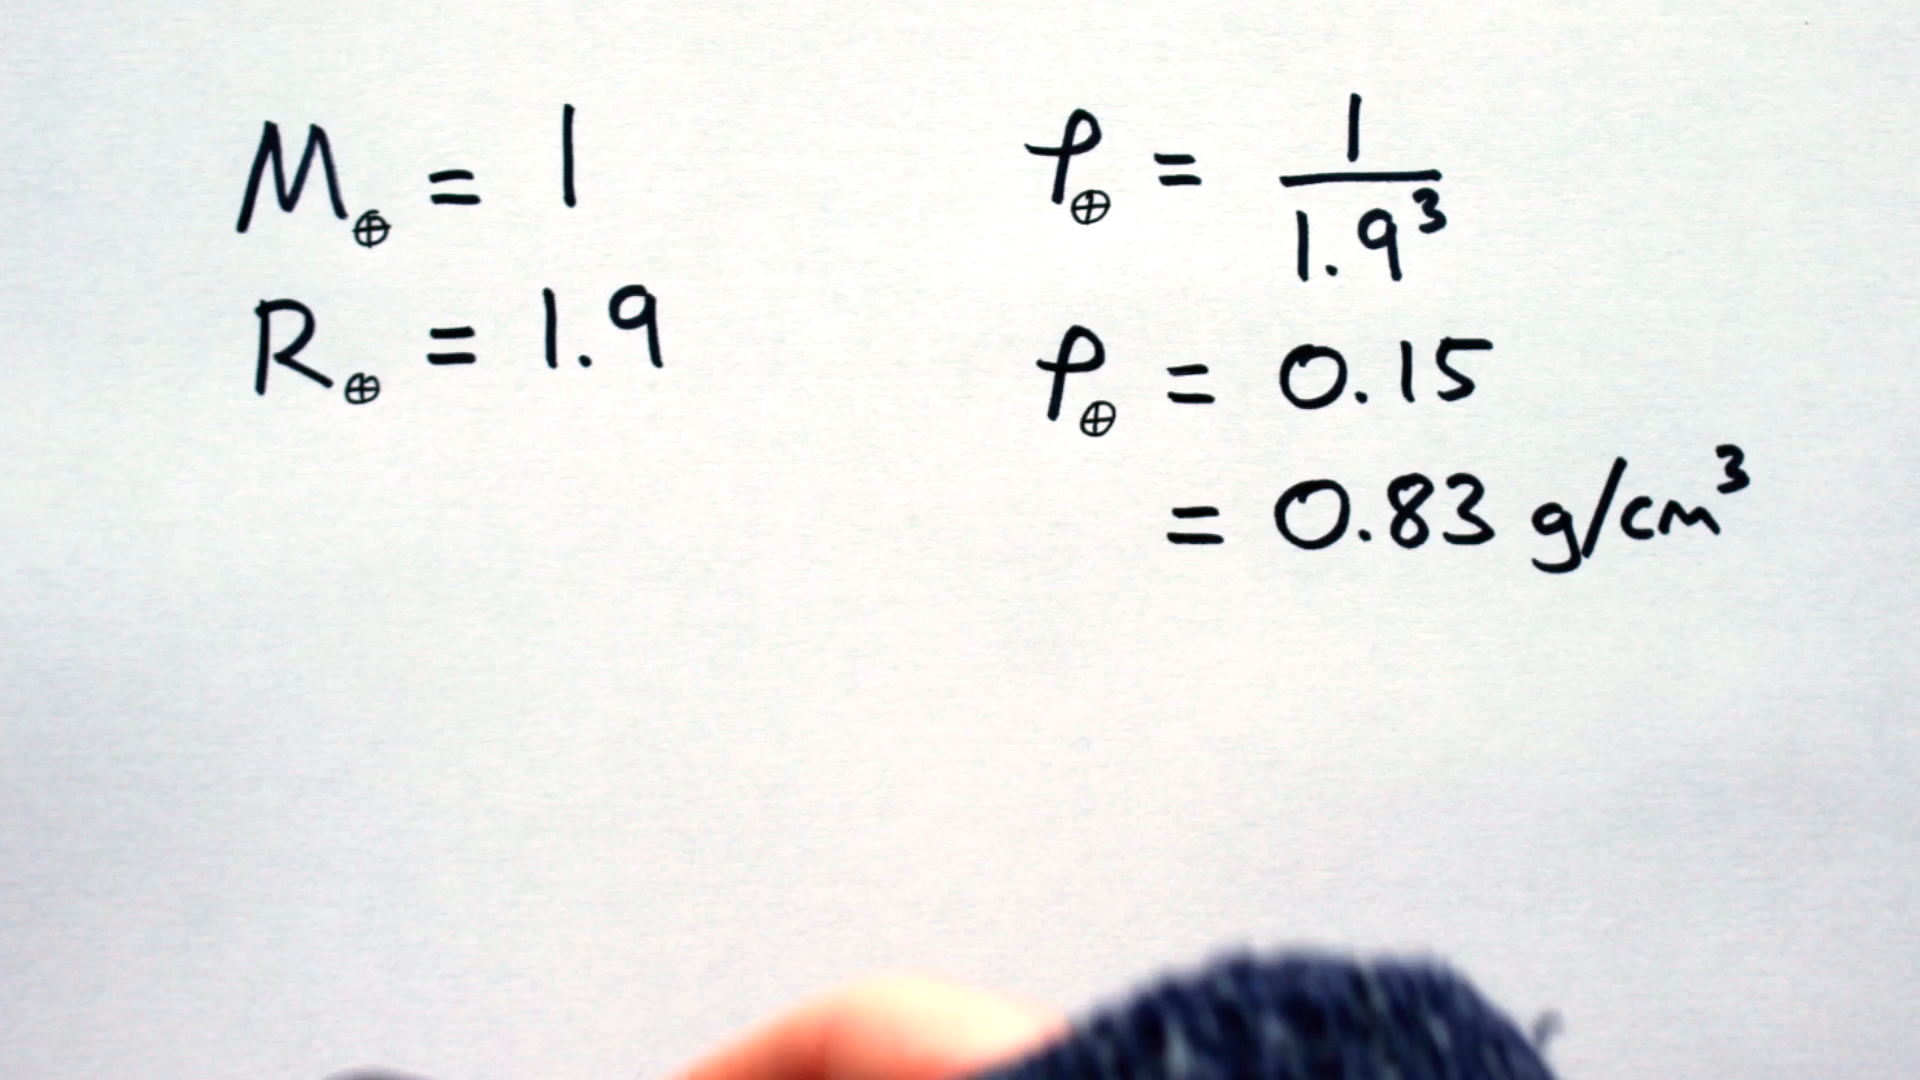 M⊕ = 1
R⊕ = 1.9
ρ⊕ = 1/1.9³
ρ⊕ = 0.15
= 0.83 g/cm³